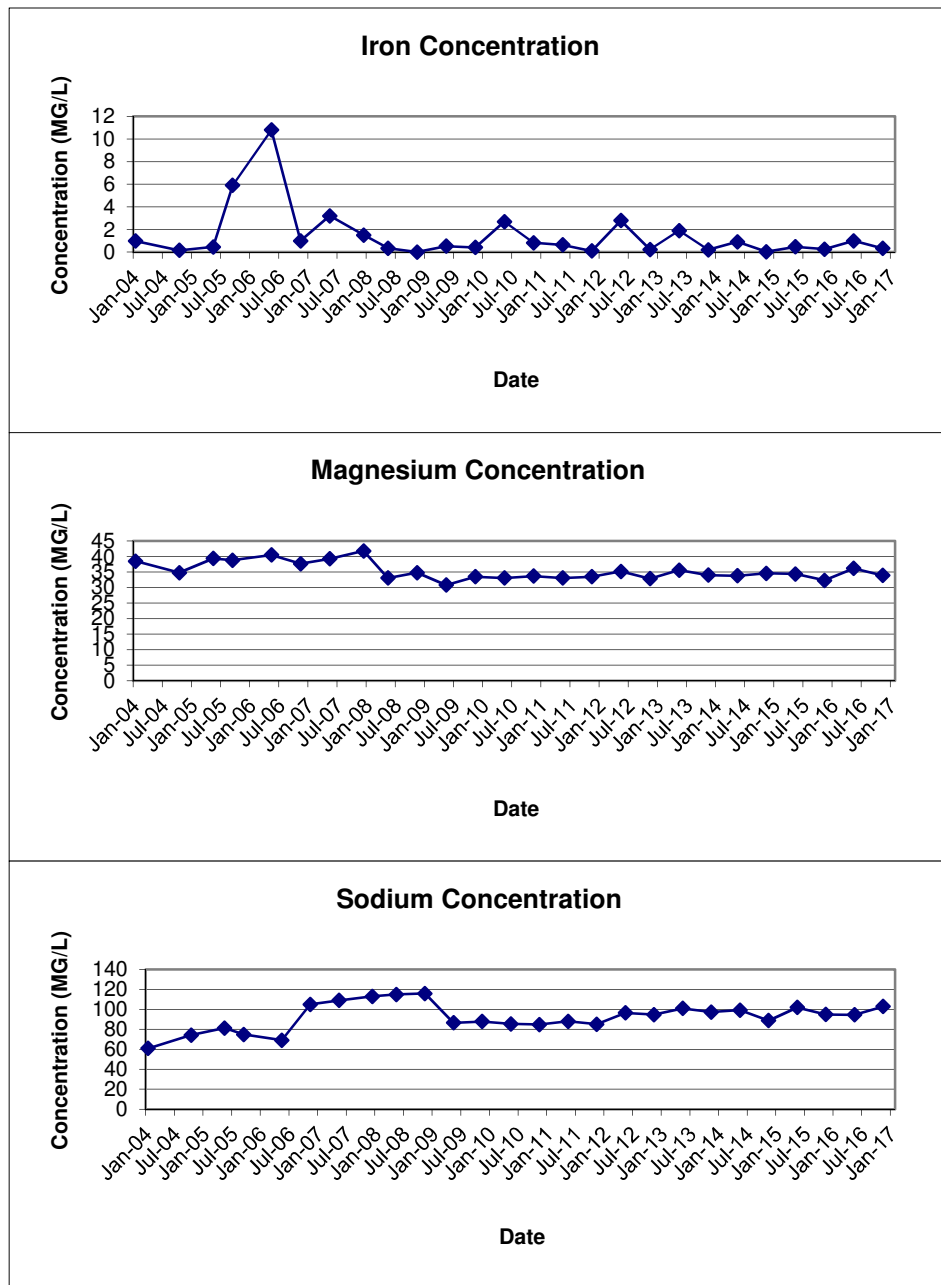 Iron Concentration
Concentration (MG/L)
12
10
8
6
4
2
0
Jan-04
Jul-04
Jan-05
Jul-05
Jan-06
Jul-06
Jan-07
Jul-07
Jan-08
Jul-08
Jan-09
Jul-09
Jan-10
Jul-10
Jan-11
Jul-11
Jan-12
Jul-12
Jan-13
Jul-13
Jan-14
Jul-14
Jan-15
Jul-15
Jan-16
Jul-16
Jan-17
Date
Magnesium Concentration
Concentration (MG/L)
45
40
35
30
25
20
15
10
5
0
Jan-04
Jul-04
Jan-05
Jul-05
Jan-06
Jul-06
Jan-07
Jul-07
Jan-08
Jul-08
Jan-09
Jul-09
Jan-10
Jul-10
Jan-11
Jul-11
Jan-12
Jul-12
Jan-13
Jul-13
Jan-14
Jul-14
Jan-15
Jul-15
Jan-16
Jul-16
Jan-17
Date
Sodium Concentration
Concentration (MG/L)
140
120
100
80
60
40
20
0
Jan-04
Jul-04
Jan-05
Jul-05
Jan-06
Jul-06
Jan-07
Jul-07
Jan-08
Jul-08
Jan-09
Jul-09
Jan-10
Jul-10
Jan-11
Jul-11
Jan-12
Jul-12
Jan-13
Jul-13
Jan-14
Jul-14
Jan-15
Jul-15
Jan-16
Jul-16
Jan-17
Date